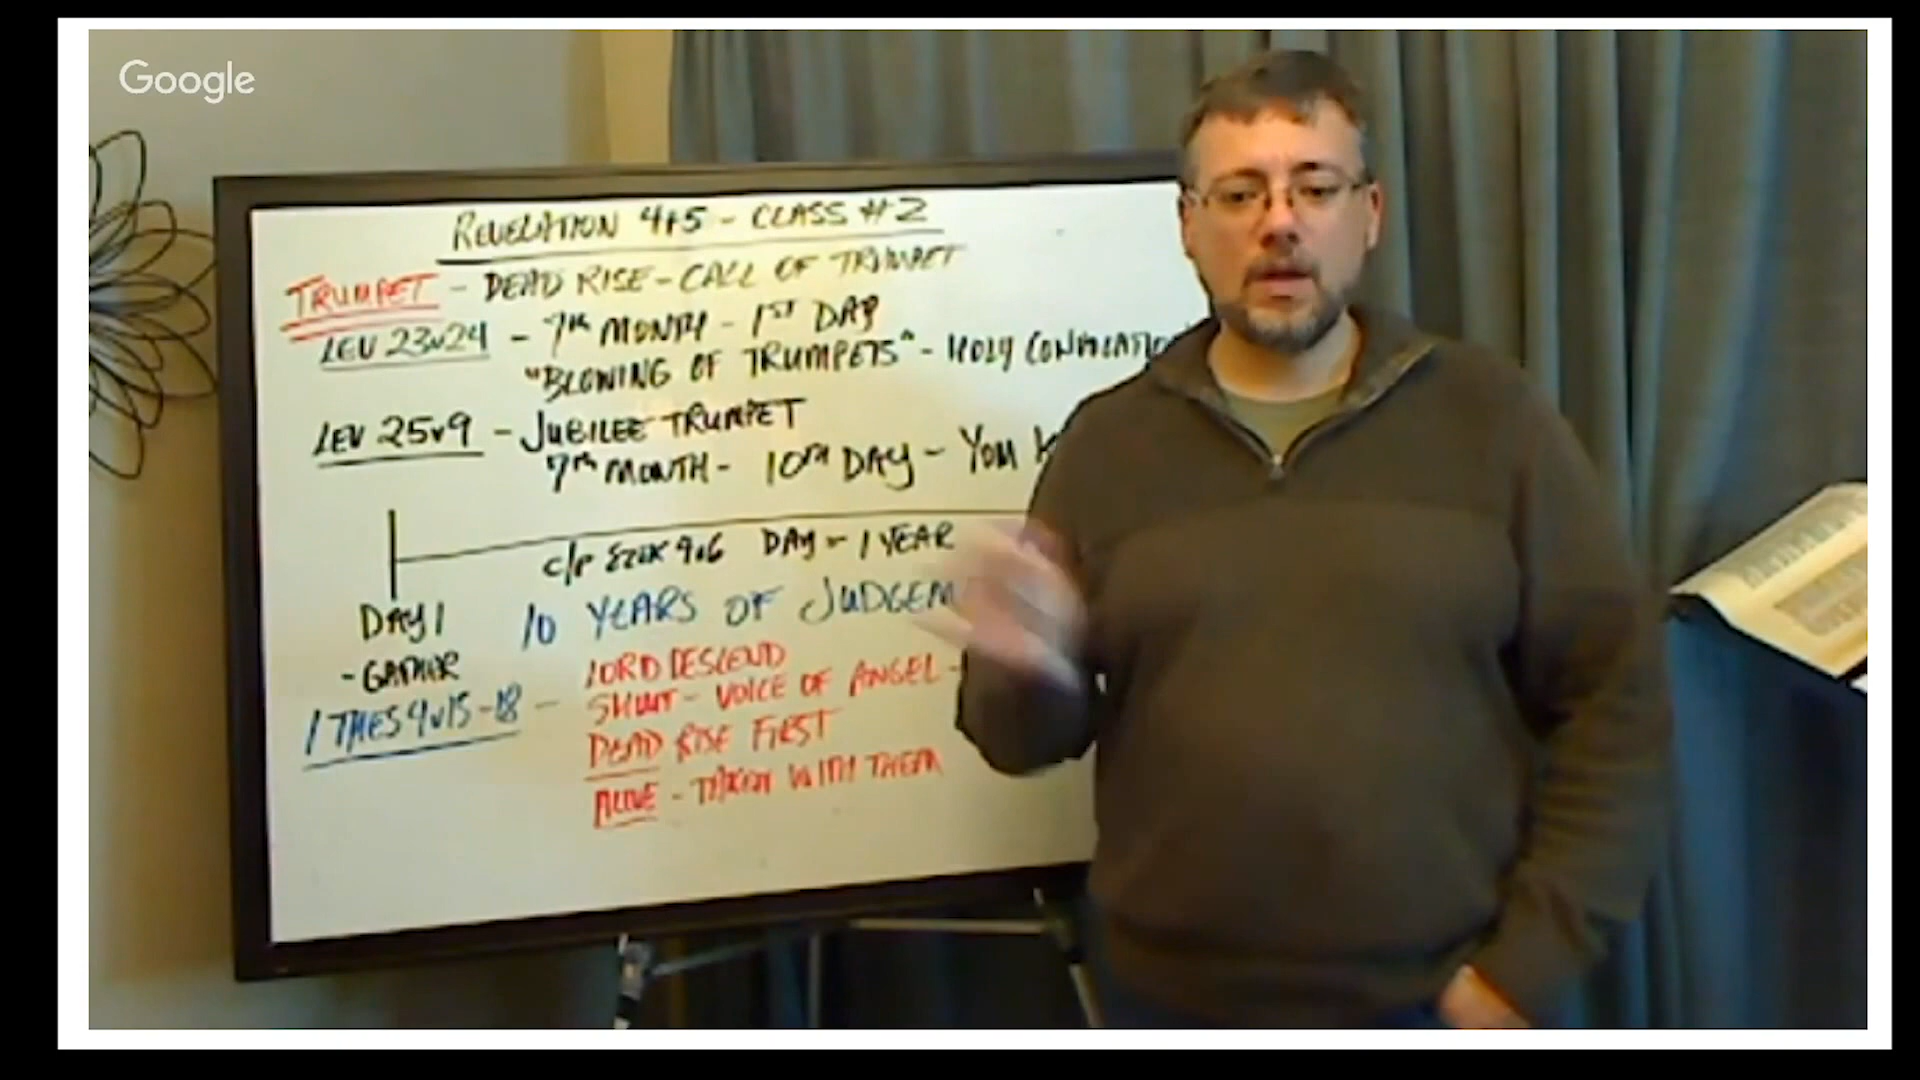 Google
REVELATION 4+5 - CLASS #2
TRUMPET - DEAD RISE - CALL OF TRUMPET
LEV 23v24 - 7th MONTH - 1ST DAY
"BLOWING OF TRUMPETS" - HOLY CONVOCATIO
LEV 25v9 - JUBILEE TRUMPET
7th MONTH - 10TH DAY - YOM K
c/p EZEK 4v6 DAY - 1 YEAR
DAY 1
10 YEARS OF JUDGEM
- GATHER
1 THES 4v15-18 - LORD DESCEND
SHOUT - VOICE OF ANGEL -
DEAD RISE FIRST
ALIVE - TAKEN WITH THEM